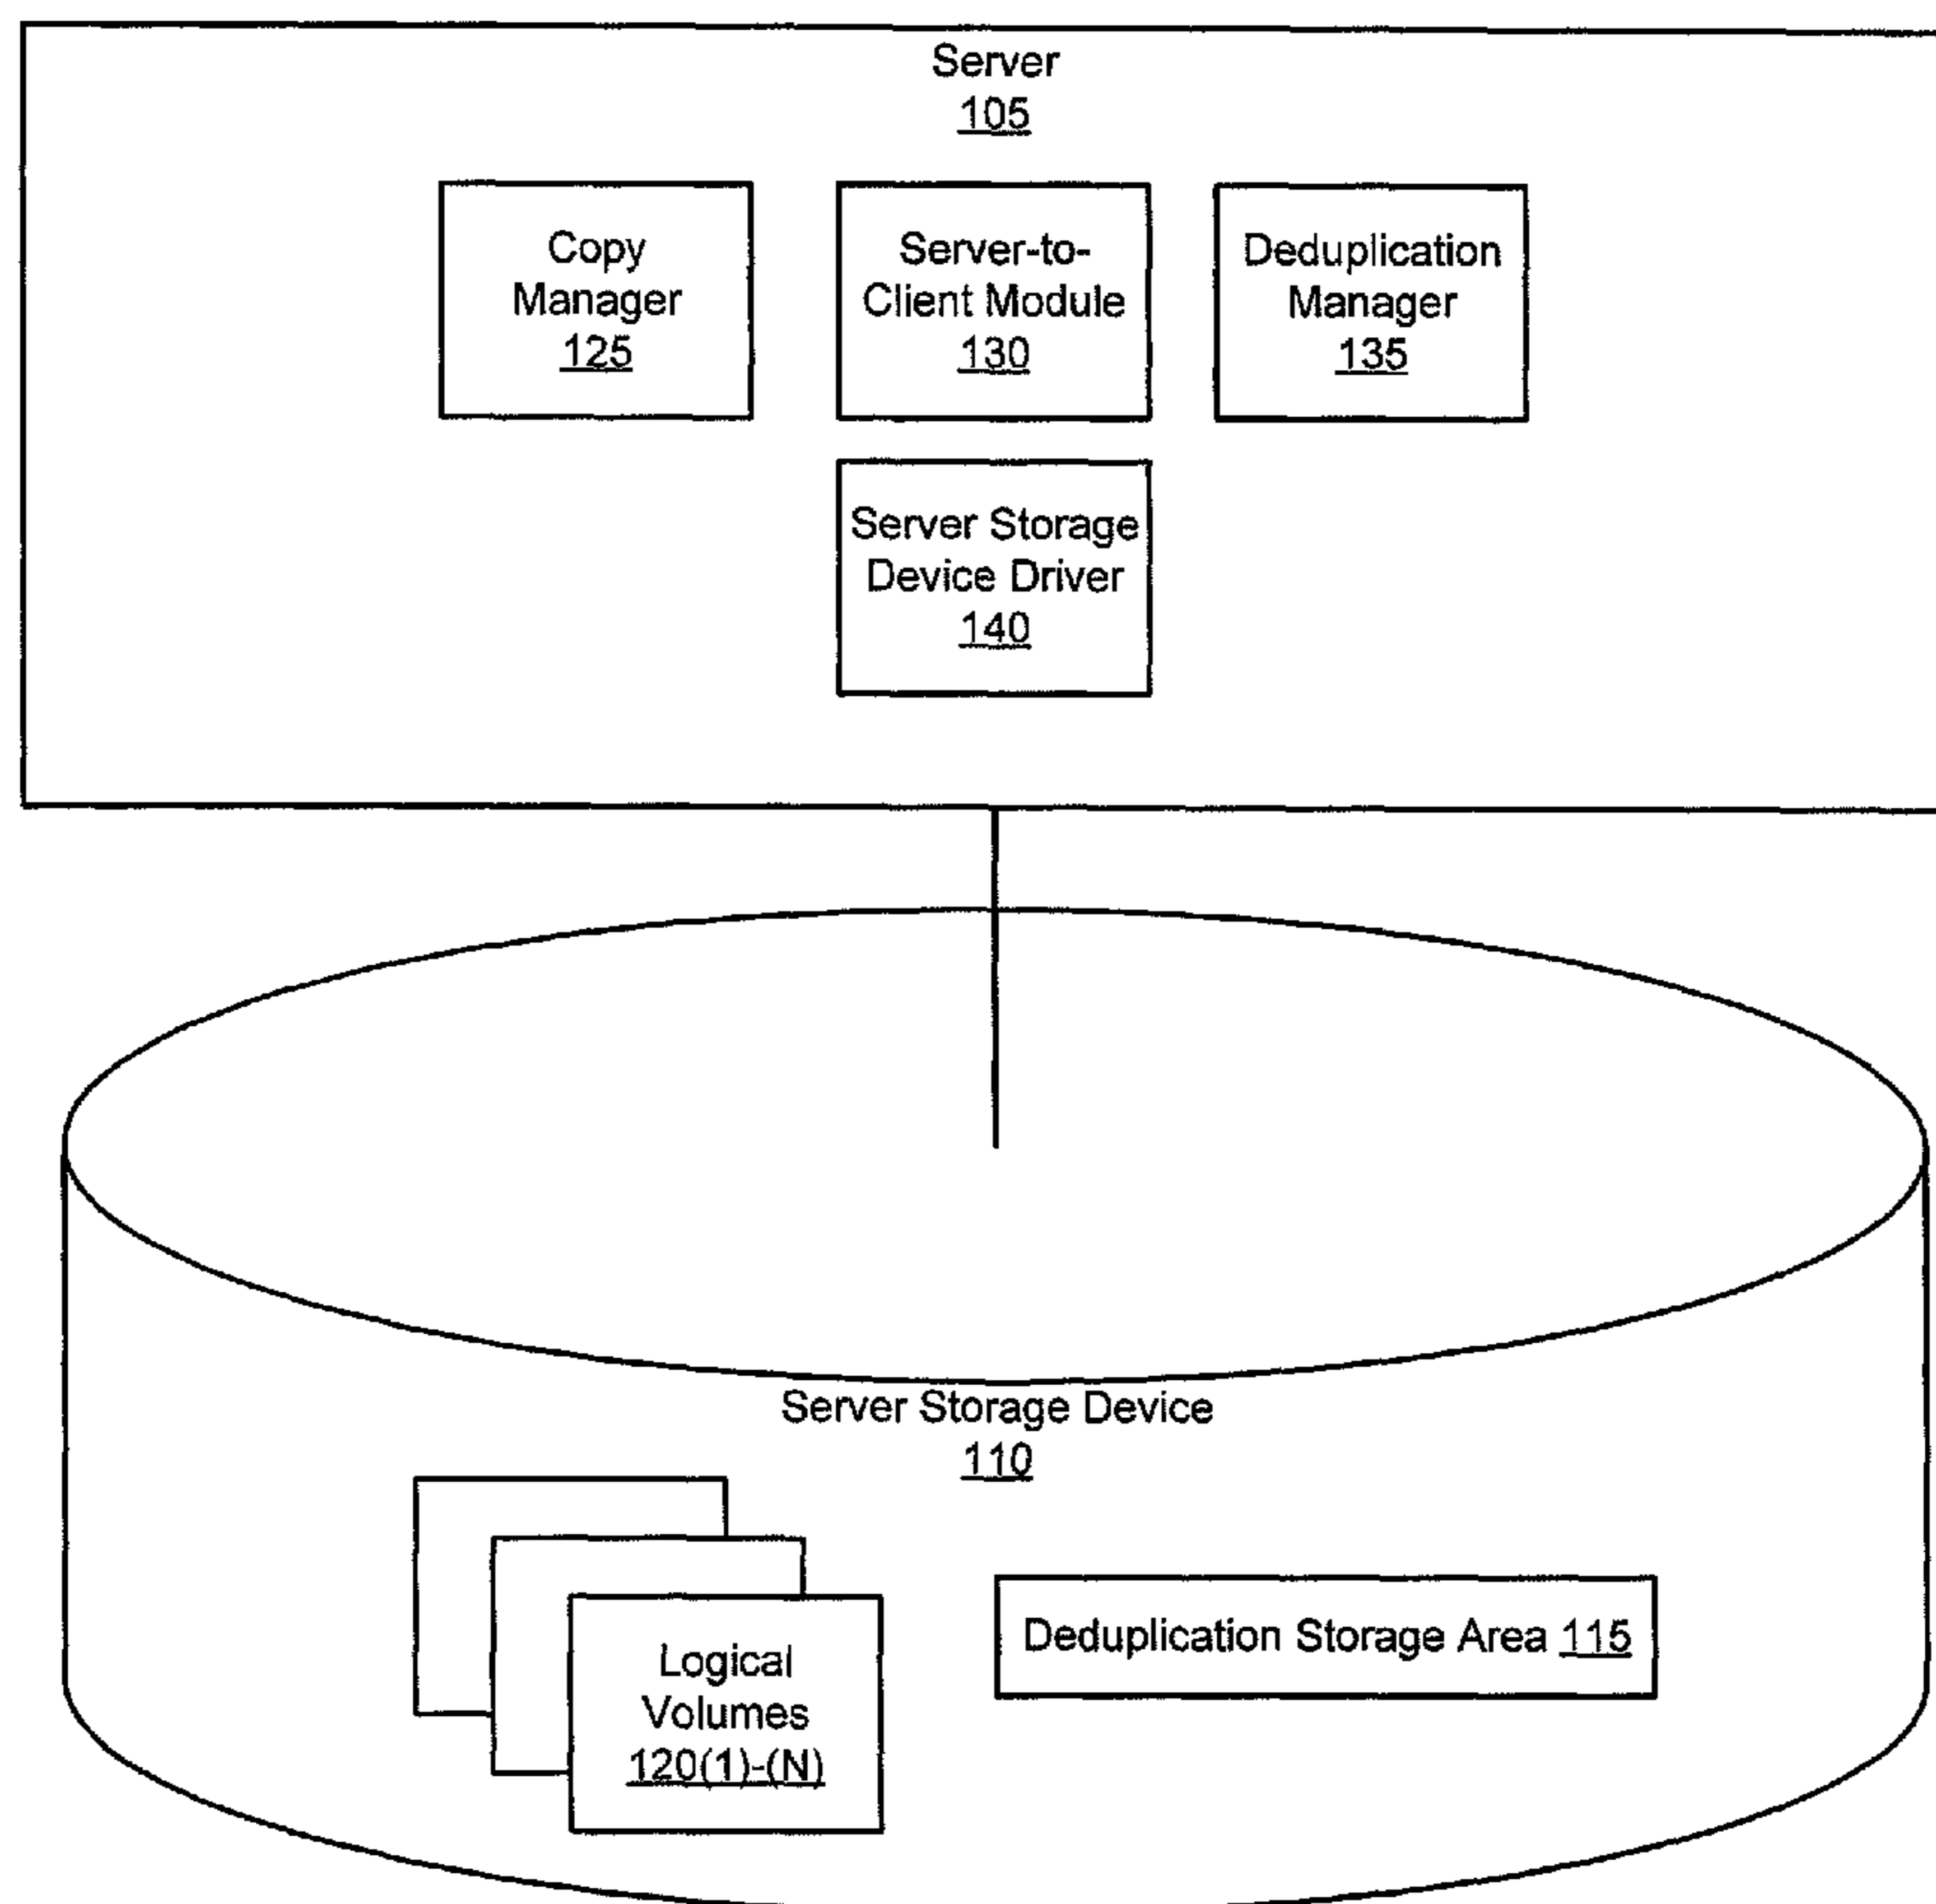 Server
105
Copy
Manager
125
Server-to-
Client Module
130
Deduplication
Manager
135
Server Storage
Device Driver
140
Server Storage Device
110
Logical
Volumes
120(1)-(N)
Deduplication Storage Area 115